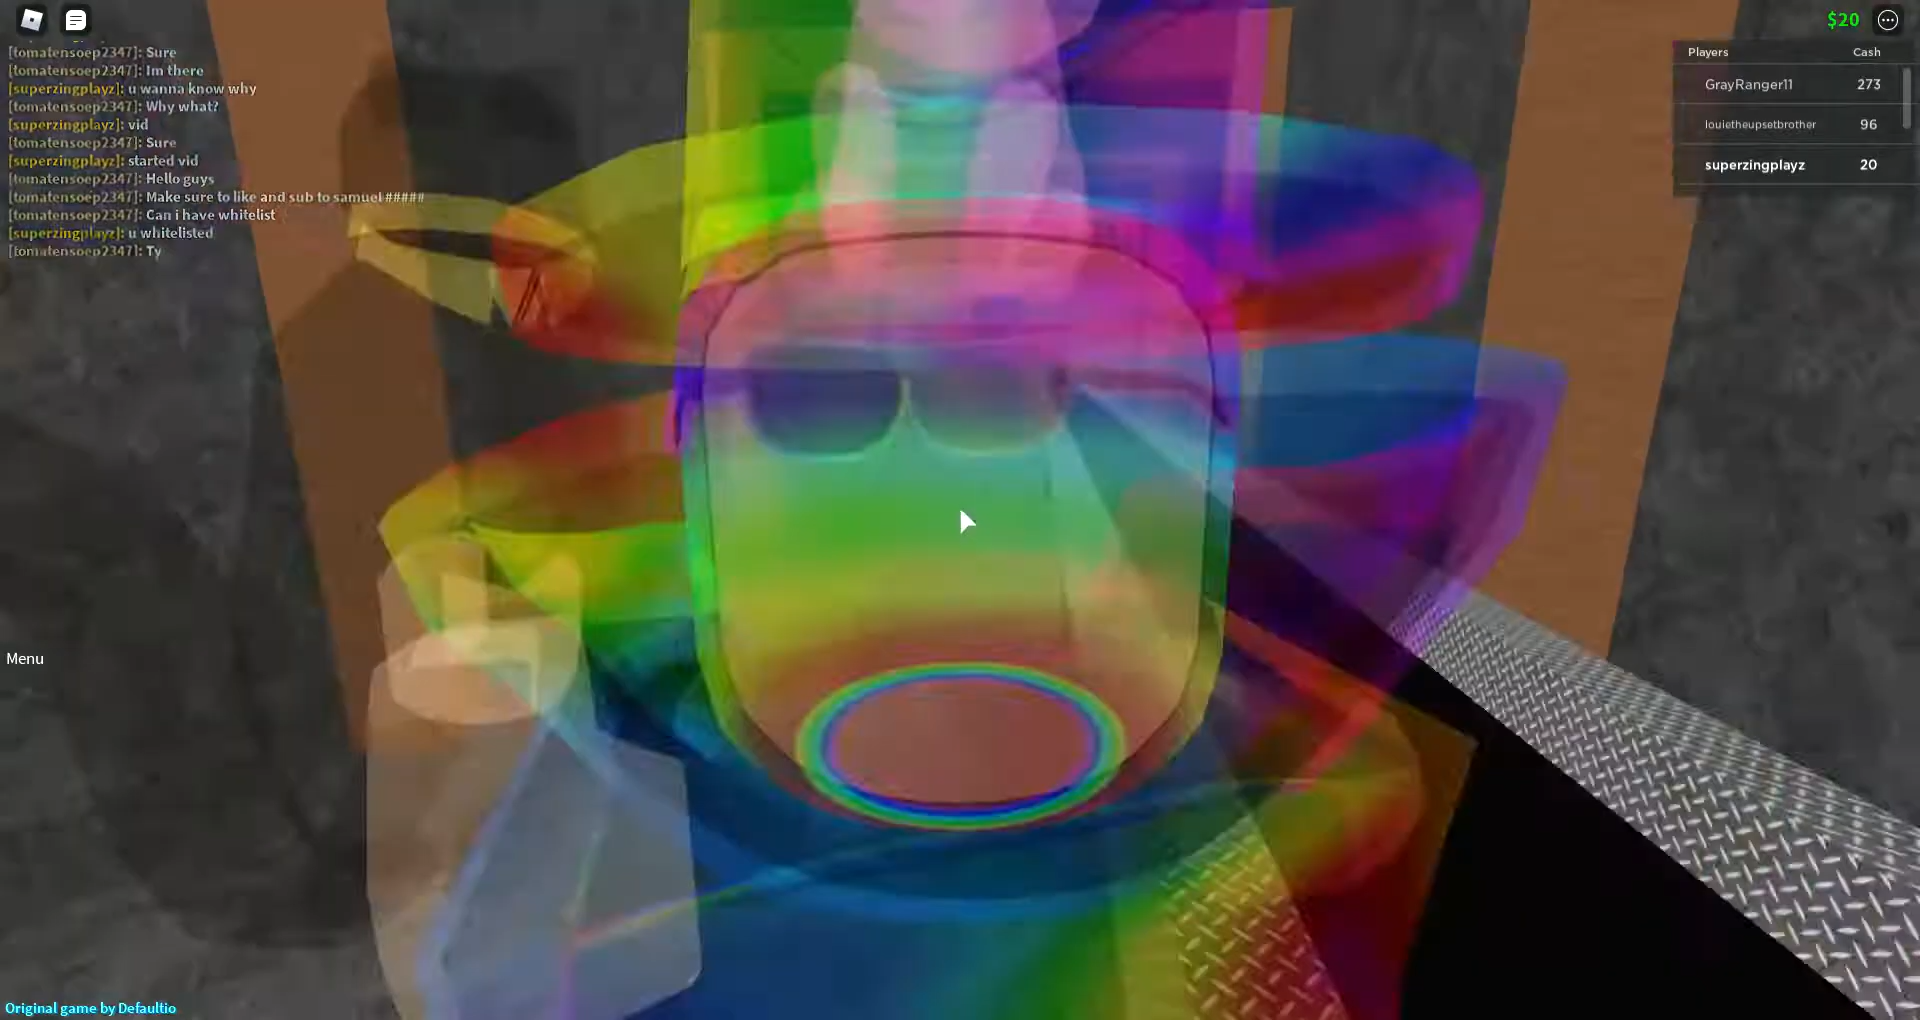 $20
[tomatensoep2347]: Sure
[tomatensoep2347]: Im there
[superzingplayz]: u wanna know why
[tomatensoep2347]: Why what?
[superzingplayz]: vid
[tomatensoep2347]: Sure
[superzingplayz]: started vid
[tomatensoep2347]: Hello guys
[tomatensoep2347]: Make sure to like and sub to samuel #####
[tomatensoep2347]: Can i have whitelist
[superzingplayz]: u whitelisted
[tomatensoep2347]: Ty
Players Cash
GrayRanger11 273
louietheupsetbrother 96
superzingplayz 20
Menu
Original game by Defaultio